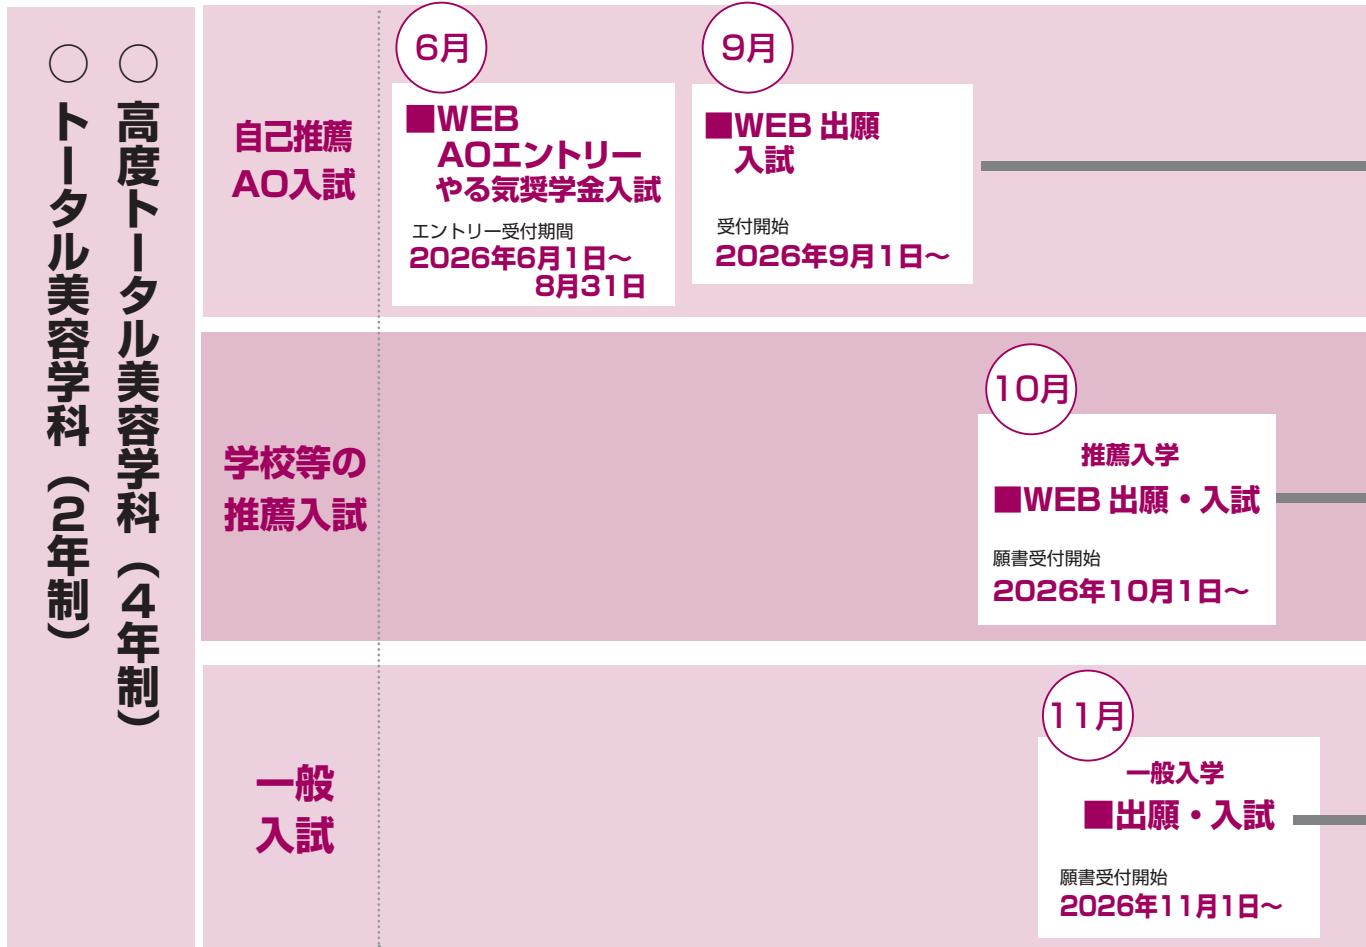 ○ 高度トータル美容学科（4年制）
○ トータル美容学科（2年制）
自己推薦
AO入試
6月
■WEB
AOエントリー
やる気奨学金入試
エントリー受付期間
2026年6月1日～
8月31日
9月
■WEB 出願
入試
受付開始
2026年9月1日～
学校等の
推薦入試
10月
推薦入学
■WEB 出願・入試
願書受付開始
2026年10月1日～
一般
入試
11月
一般入学
■出願・入試
願書受付開始
2026年11月1日～